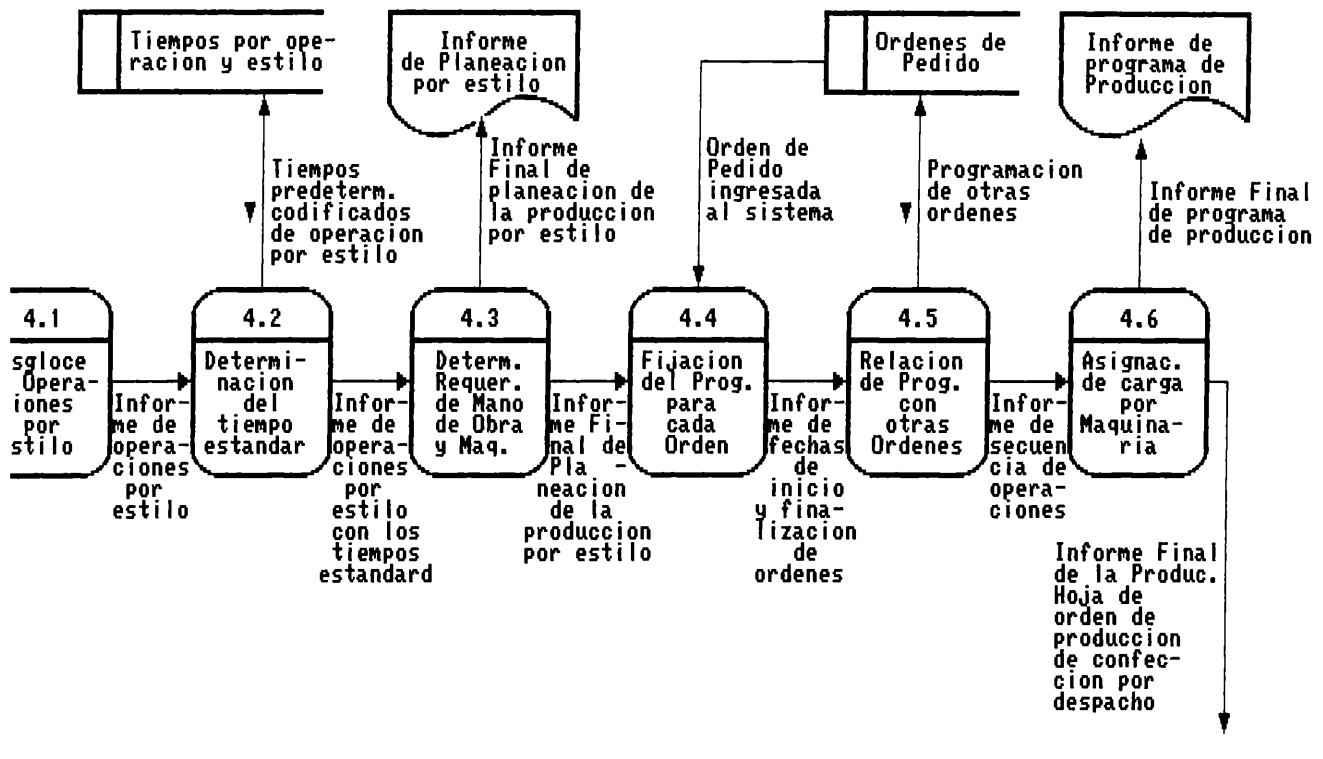 Tiempos por ope-
racion y estilo
Informe
de Planeacion
por estilo
Ordenes de
Pedido
Informe de
programa de
Produccion
Tiempos
predeterm.
codificados
de operacion
por estilo
Informe
Final de
planeacion de
la produccion
por estilo
Orden de
Pedido
ingresada
al sistema
Programacion
de otras
ordenes
Informe Final
de programa
de produccion
4.1
sgloce
Opera-
iones
por
stilo
Infor-
me de
opera-
ciones
por
estilo
4.2
Determi-
nacion
del
tiempo
estandar
Infor-
me de
opera-
ciones
por
estilo
con los
tiempos
estandard
4.3
Determ.
Requer.
de Mano
de Obra
y Maq.
Infor-
me Fi-
nal de
Pla -
neacion
de la
produccion
por estilo
4.4
Fijacion
del Prog.
para
cada
Orden
Infor-
me de
fechas
de
inicio
y fina-
lizacion
de
ordenes
4.5
Relacion
de Prog.
con
otras
Ordenes
Infor-
me de
secuen
cia de
opera-
ciones
4.6
Asignac.
de carga
por
Maquina-
ria
Informe Final
de la Produc.
Hoja de
orden de
produccion
de confec-
cion por
despacho